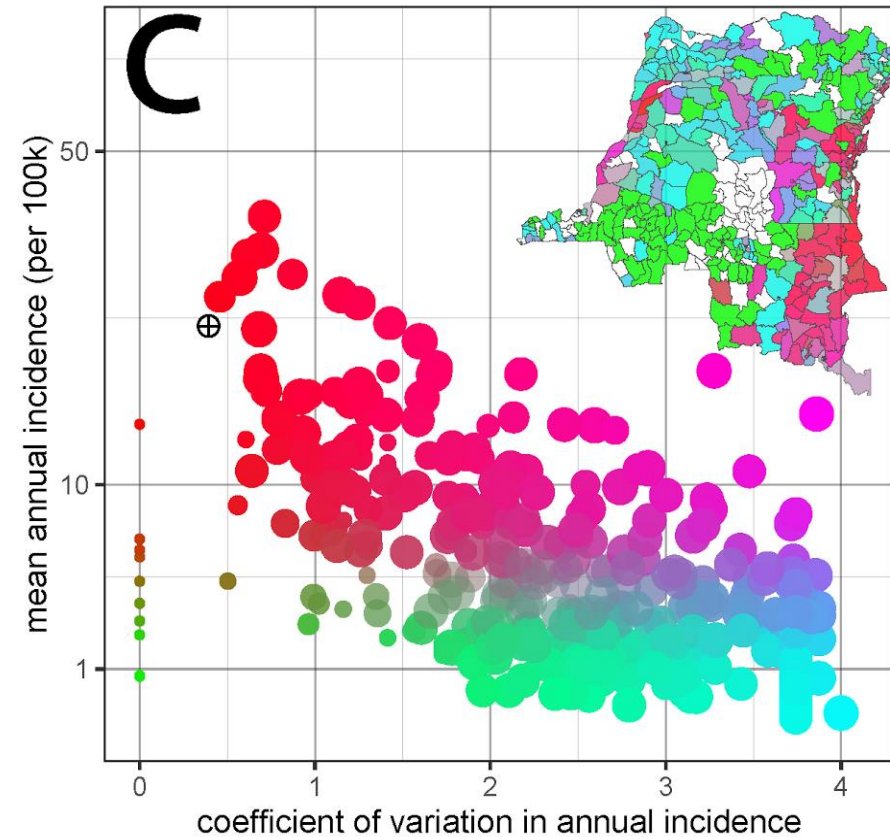 C
mean annual incidence (per 100k)
50
10
1
0 1 2 3 4
coefficient of variation in annual incidence